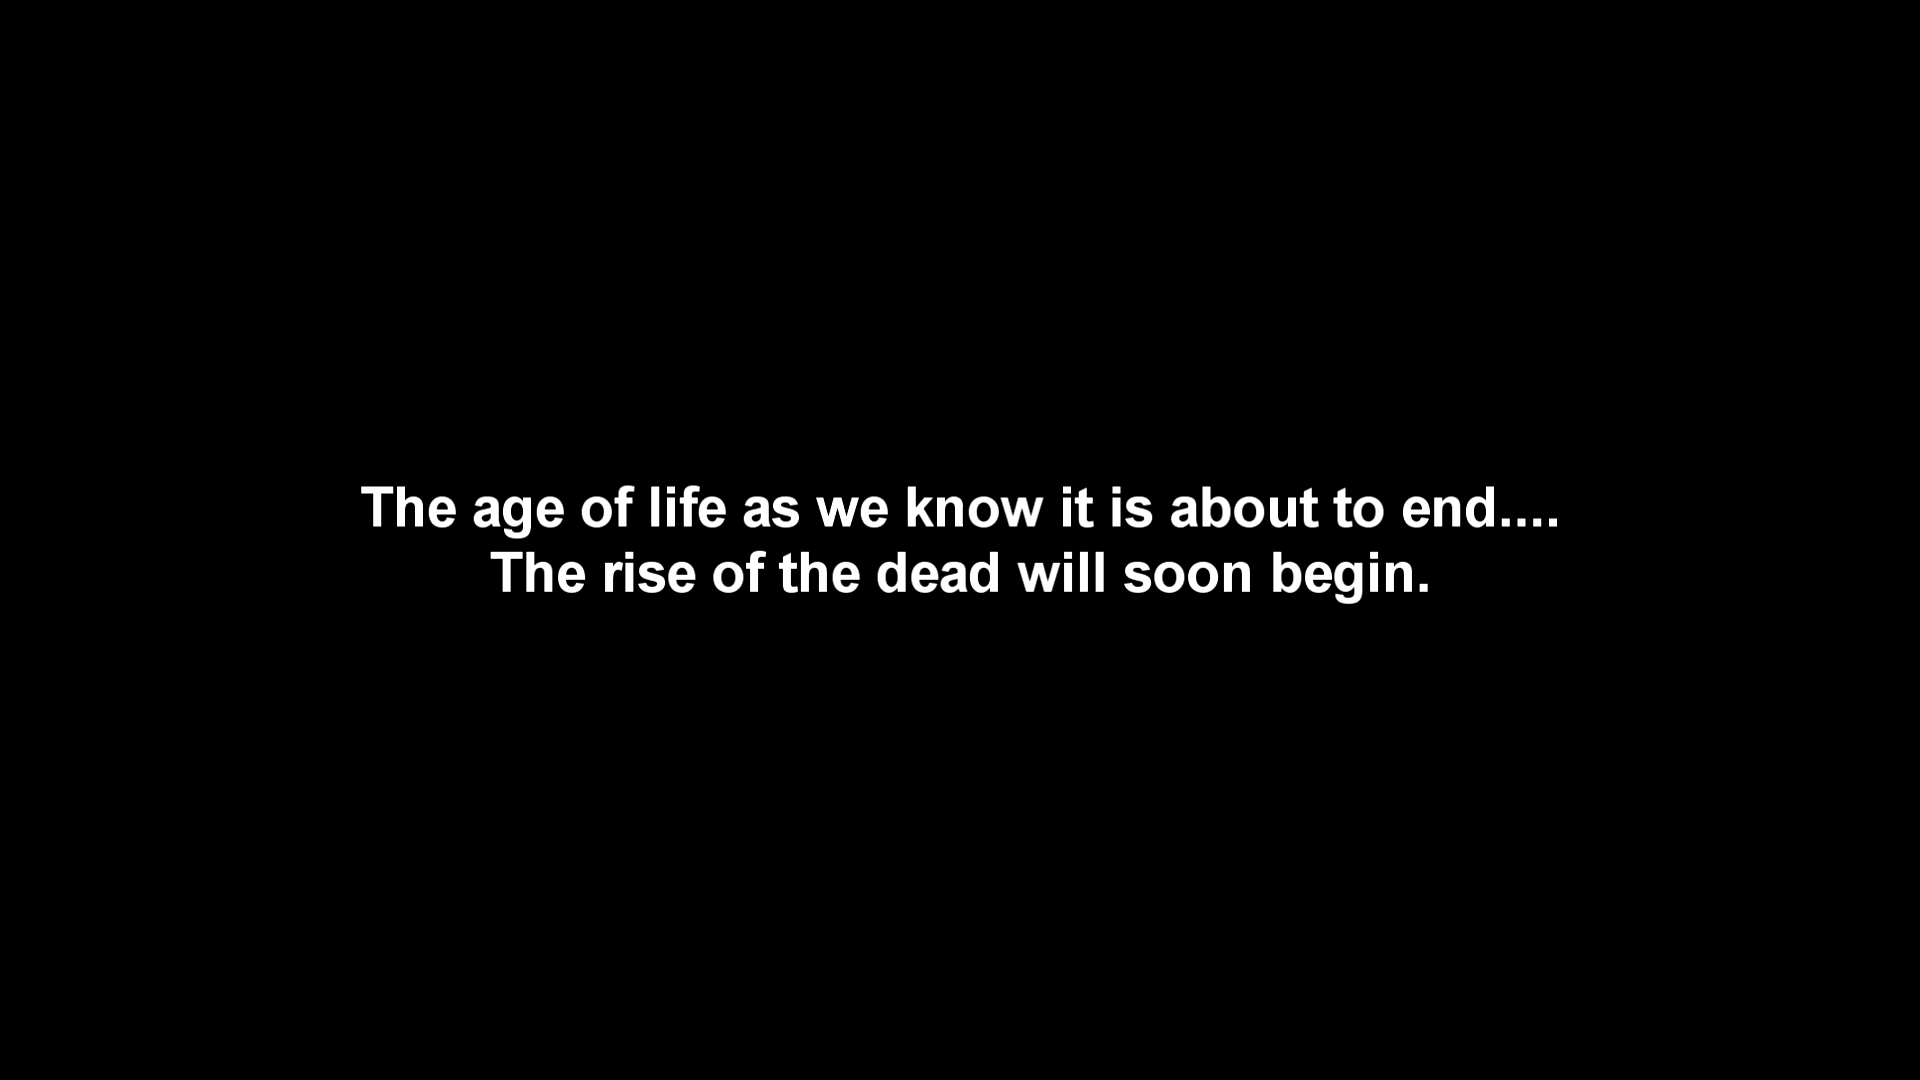 The age of life as we know it is about to end....
The rise of the dead will soon begin.